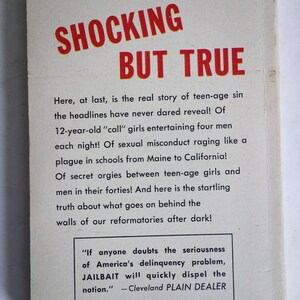 SHOCKING
BUT TRUE
Here, at last, is the real story of teen-age sin
the headlines have never dared reveal! Of
12-year-old "call" girls entertaining four men
each night! Of sexual misconduct raging like a
plague in schools from Maine to California!
Of secret orgies between teen-age girls and
men in their forties! And here is the startling
truth about what goes on behind the
walls of our reformatories after dark!
"If anyone doubts the seriousness
of America's delinquency problem,
JAILBAIT will quickly dispel the
notion." —Cleveland PLAIN DEALER